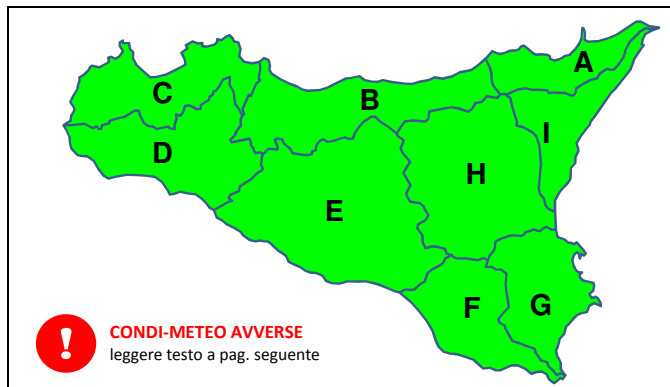 A
C
B
I
D
H
E
F
G
!
CONDI-METEO AVVERSE
leggere testo a pag. seguente